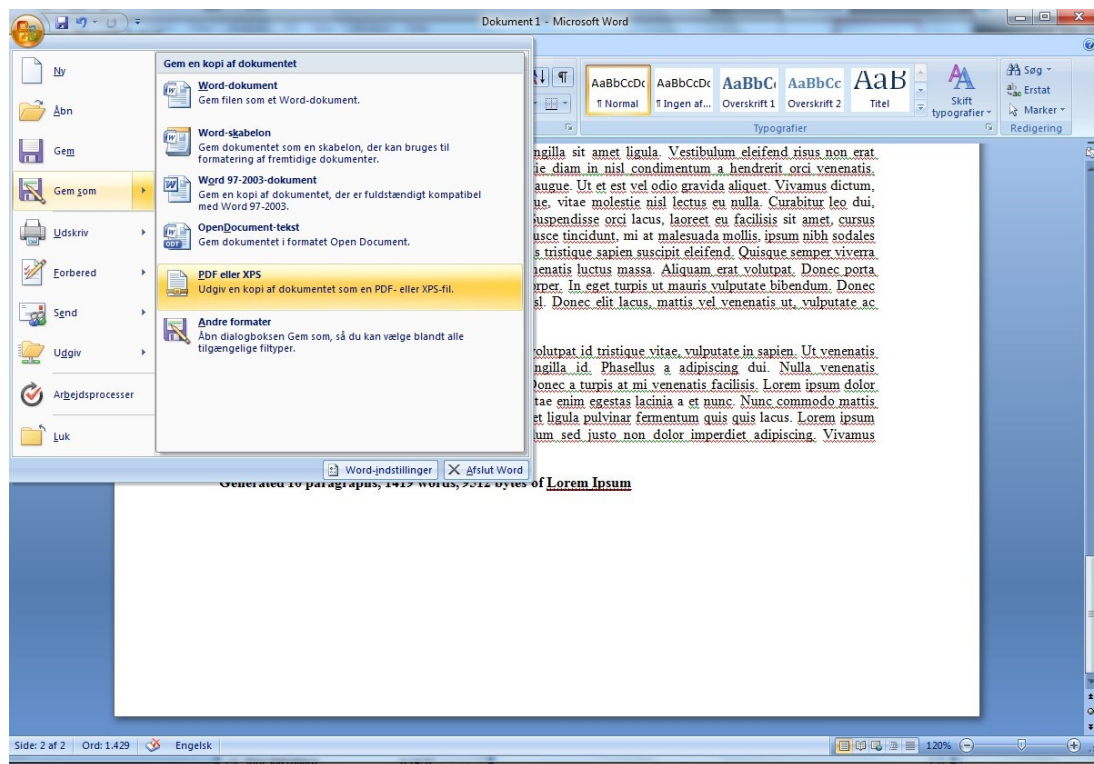 Dokument1 - Microsoft Word
Ny
Åbn
Gem
Gem som
Udskriv
Forbered
Send
Udgiv
Arbejdsprocesser
Luk
Gem en kopi af dokumentet
Word-dokument
Gem filen som et Word-dokument.
Word-skabelon
Gem dokumentet som en skabelon, der kan bruges til
formatering af fremtidige dokumenter.
Word 97-2003-dokument
Gem en kopi af dokumentet, der er fuldstændigt kompatibel
med Word 97-2003.
OpenDocument-tekst
Gem dokumentet i formatet Open Document.
PDF eller XPS
Udgiv en kopi af dokumentet som en PDF- eller XPS-fil.
Andre formater
Åbn dialogboksen Gem som, så du kan vælge blandt alle
tilgængelige filtyper.
Word-indstillinger
Afslut Word
AaBbCcDc AaBbCcDc AaBbC AaBbCc AaB
¶ Normal ¶ Ingen af... Overskrift 1 Overskrift 2 Titel
Skift
typografier
Typografier
Søg
Erstat
Marker
Redigering
ngilla sit amet ligula. Vestibulum eleifend risus non erat
ie diam in nisl condimentum a hendrerit orci venenatis.
augue. Ut et est vel odio gravida aliquet. Vivamus dictum,
ue, vitae molestie nisl lectus eu nulla. Curabitur leo dui,
Suspendisse orci lacus, laoreet eu facilisis sit amet, cursus
usce tincidunt, mi at malesuada mollis, ipsum nibh sodales
s tristique sapien suscipit eleifend. Quisque semper viverra
nenatis luctus massa. Aliquam erat volutpat. Donec porta
orper. In eget turpis ut mauris vulputate bibendum. Donec
sl. Donec elit lacus, mattis vel venenatis ut, vulputate ac
volutpat id tristique vitae, vulputate in sapien. Ut venenatis
ngilla id. Phasellus a adipiscing dui. Nulla venenatis
Donec a turpis at mi venenatis facilisis. Lorem ipsum dolor
tae enim egestas lacinia a et nunc. Nunc commodo mattis
et ligula pulvinar fermentum quis quis lacus. Lorem ipsum
um sed justo non dolor imperdiet adipiscing. Vivamus
Generated 10 paragraphs, 1419 words, 9512 bytes of Lorem Ipsum
Side: 2 af 2 Ord: 1.429 Engelsk 120%